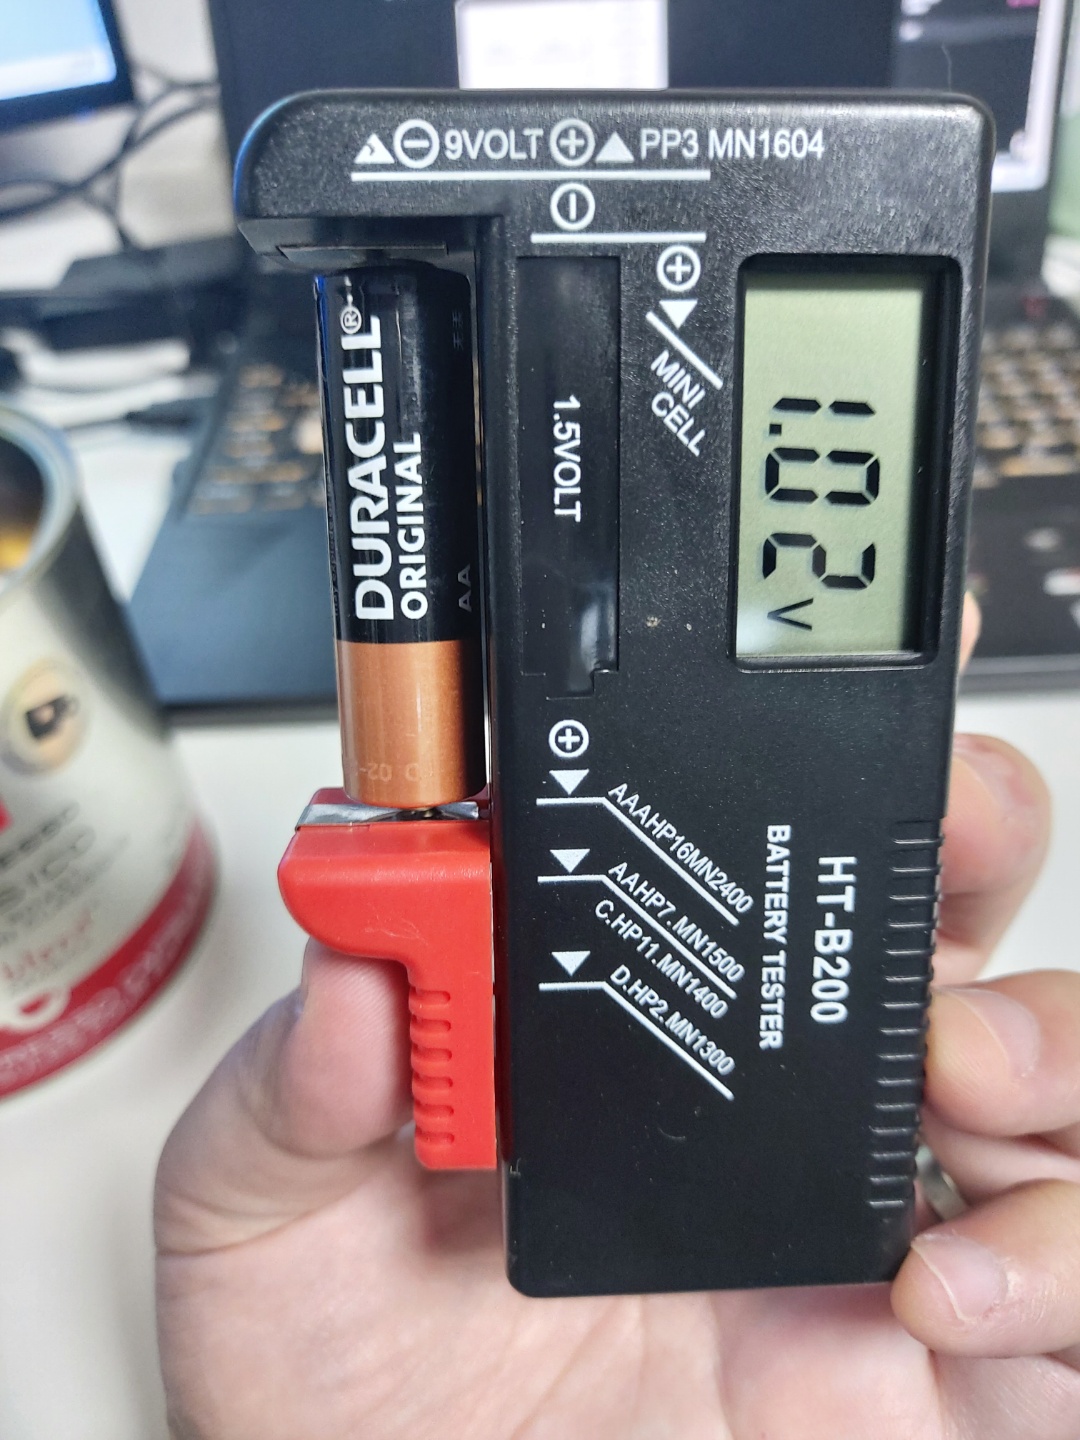 9VOLT PP3 MN1604
MINI
CELL
1.5VOLT
1.02 V
DURACELL®
ORIGINAL
AA
AAAHP16MN2400
AAHP7.MN1500
C.HP11.MN1400
D.HP2.MN1300
HT-B200
BATTERY TESTER